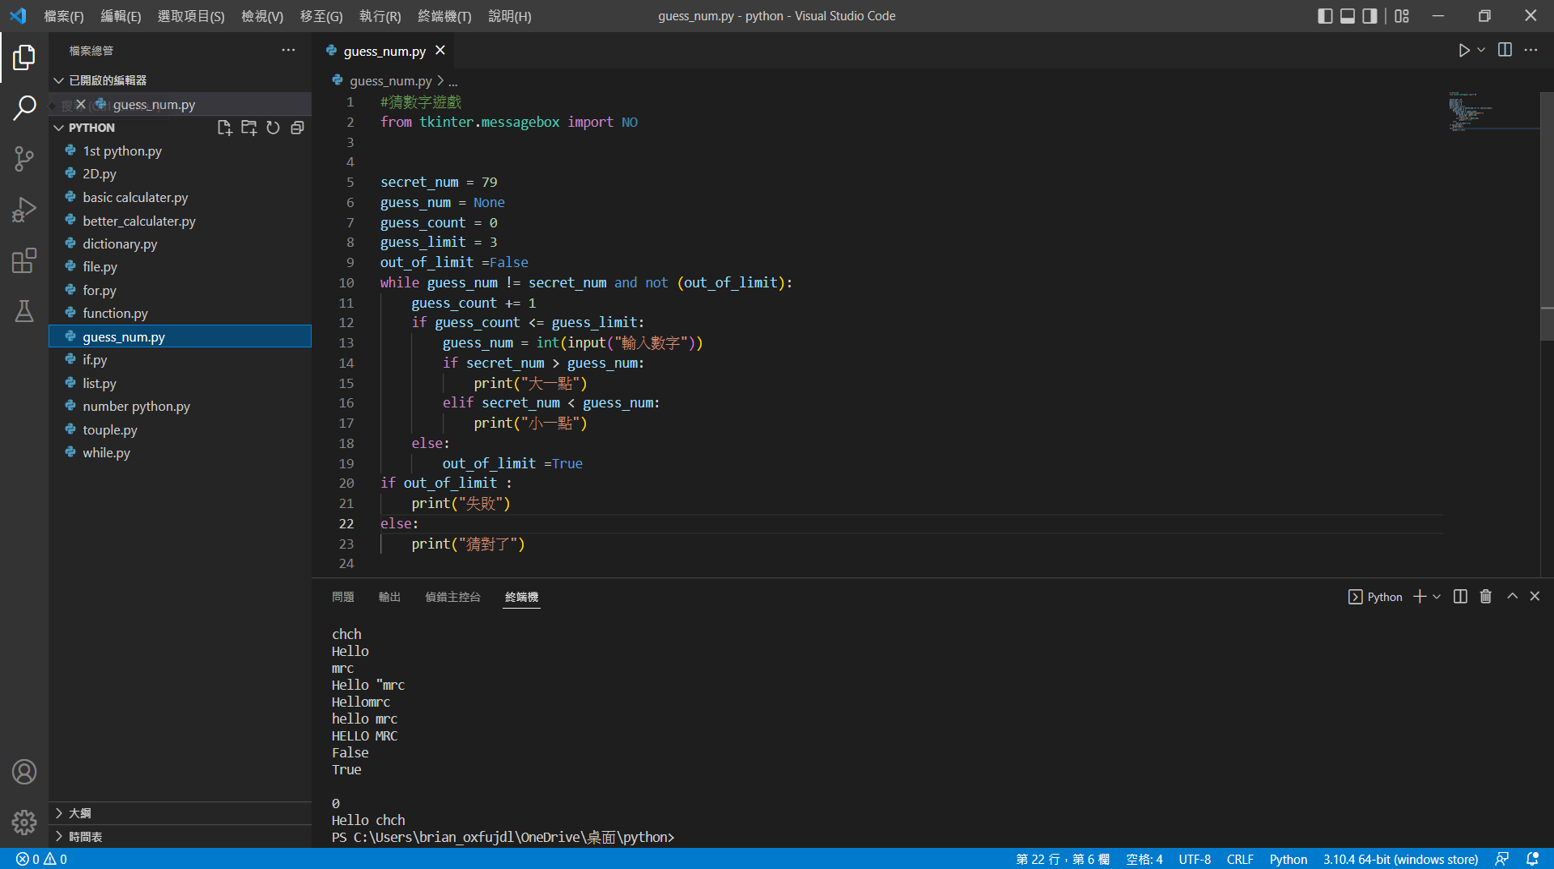 檔案(F) 編輯(E) 選取項目(S) 檢視(V) 移至(G) 執行(R) 終端機(T) 說明(H) guess_num.py - python - Visual Studio Code
檔案總管
已開啟的編輯器
guess_num.py
PYTHON
1st python.py
2D.py
basic calculater.py
better_calculater.py
dictionary.py
file.py
for.py
function.py
guess_num.py
if.py
list.py
number python.py
touple.py
while.py
大綱
時間表
guess_num.py
guess_num.py > ...
1 #猜數字遊戲
2 from tkinter.messagebox import NO
3
4
5 secret_num = 79
6 guess_num = None
7 guess_count = 0
8 guess_limit = 3
9 out_of_limit =False
10 while guess_num != secret_num and not (out_of_limit):
11     guess_count += 1
12     if guess_count <= guess_limit:
13         guess_num = int(input("輸入數字"))
14         if secret_num > guess_num:
15             print("大一點")
16         elif secret_num < guess_num:
17             print("小一點")
18     else:
19         out_of_limit =True
20 if out_of_limit :
21     print("失敗")
22 else:
23     print("猜對了")
24
問題 輸出 偵錯主控台 終端機 Python
chch
Hello
mrc
Hello "mrc
Hellomrc
hello mrc
HELLO MRC
False
True
0
Hello chch
PS C:\Users\brian_oxfujdl\OneDrive\桌面\python>
0 0 第 22 行，第 6 欄 空格: 4 UTF-8 CRLF Python 3.10.4 64-bit (windows store)